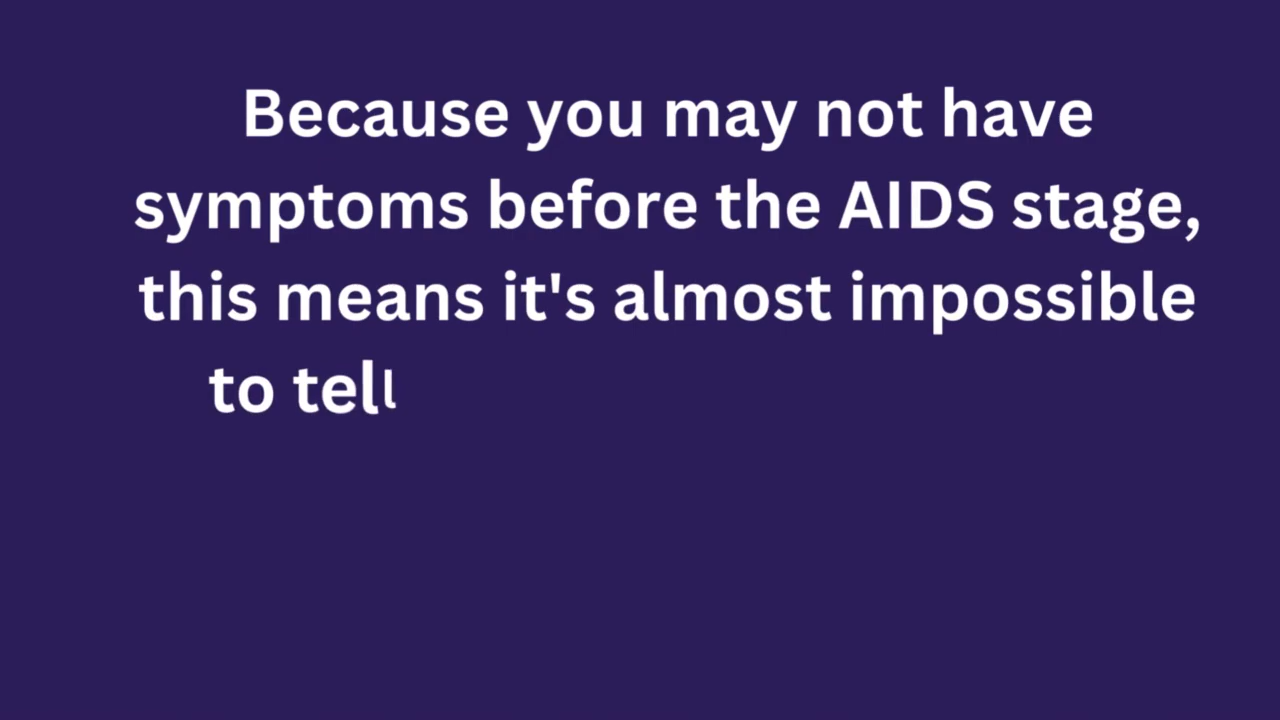 Because you may not have
symptoms before the AIDS stage,
this means it's almost impossible
to tell